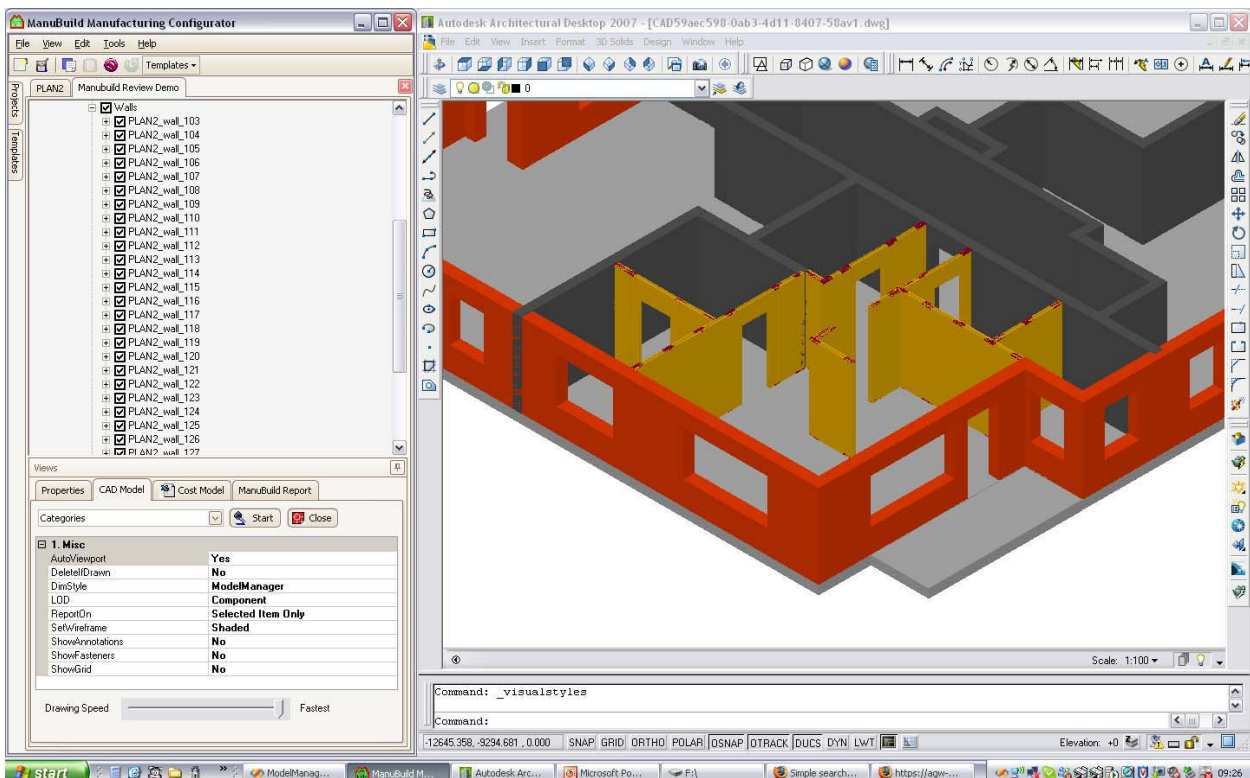 ManuBuild Manufacturing Configurator
File View Edit Tools Help
Templates
PLAN2 Manubuild Review Demo
Projects
Templates
Walls
PLAN2_wall_103
PLAN2_wall_104
PLAN2_wall_105
PLAN2_wall_106
PLAN2_wall_107
PLAN2_wall_108
PLAN2_wall_109
PLAN2_wall_110
PLAN2_wall_111
PLAN2_wall_112
PLAN2_wall_113
PLAN2_wall_114
PLAN2_wall_115
PLAN2_wall_116
PLAN2_wall_117
PLAN2_wall_118
PLAN2_wall_119
PLAN2_wall_120
PLAN2_wall_121
PLAN2_wall_122
PLAN2_wall_123
PLAN2_wall_124
PLAN2_wall_125
PLAN2_wall_126
PLAN2_wall_127
Views
Properties CAD Model Cost Model ManuBuild Report
Categories Start Close
1. Misc
AutoViewport Yes
DeleteIfDrawn No
DimStyle ModelManager
LOD Component
ReportOn Selected Item Only
SetWireframe Shaded
ShowAnnotations No
ShowFasteners No
ShowGrid No
Drawing Speed Fastest
Autodesk Architectural Desktop 2007 - [CAD59aec598-0ab3-4d11-8407-58av1.dwg]
File Edit View Insert Format 3D Solids Design Window Help
0
Scale: 1:100
Command: _visualstyles
Command:
-12645.358, -9294.681, 0.000 SNAP GRID ORTHO POLAR OSNAP OTRACK DUCS DYN LWT Elevation: +0
start ModelManag... ManuBuild M... Autodesk Arc... Microsoft Po... F:\ Simple search... https://agw-... 09:26